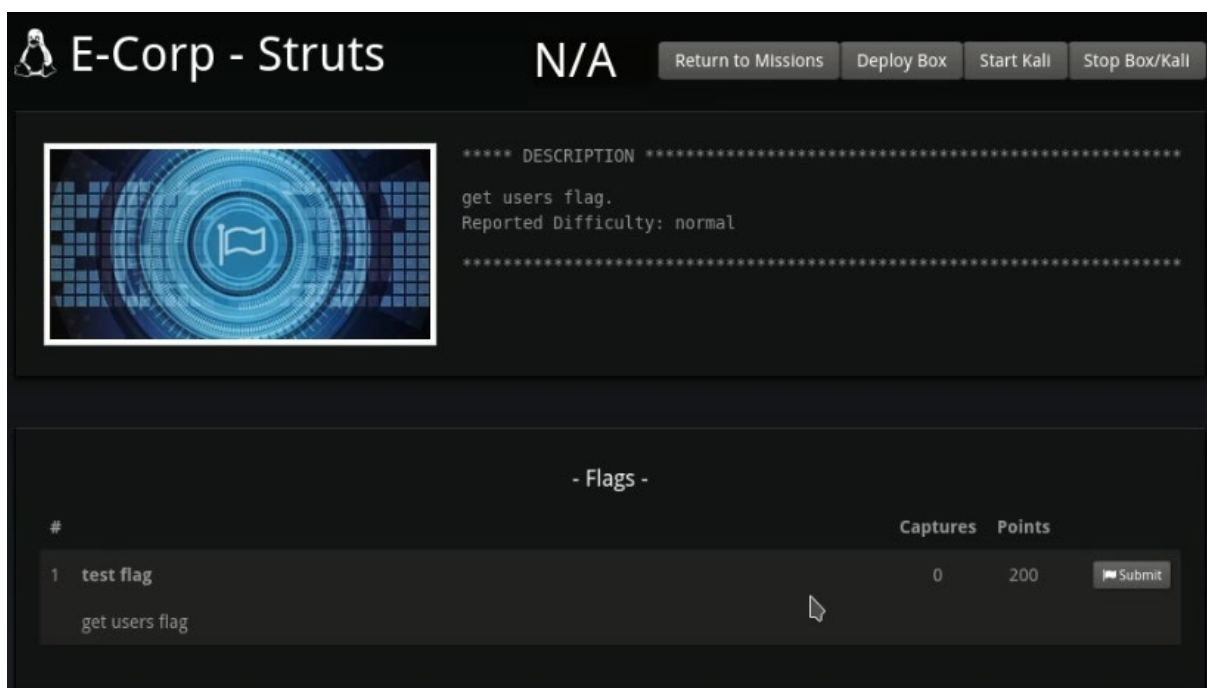 E-Corp - Struts
N/A
Return to Missions
Deploy Box
Start Kali
Stop Box/Kali
***** DESCRIPTION *****************************************************
get users flag.
Reported Difficulty: normal
***********************************************************************
- Flags -
# Captures Points
1 test flag 0 200 Submit
get users flag